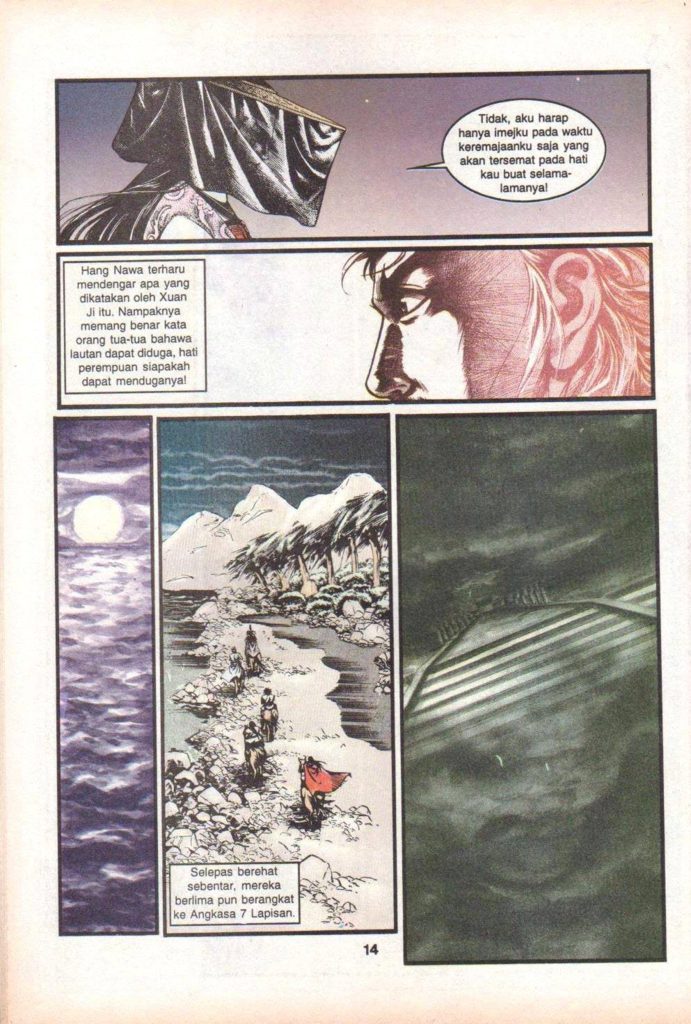 Tidak, aku harap
hanya imejku pada waktu
keremajaanku saja yang
akan tersemat pada hati
kau buat selama-
lamanya!
Hang Nawa terharu
mendengar apa yang
dikatakan oleh Xuan
Ji itu. Nampaknya
memang benar kata
orang tua-tua bahawa
lautan dapat diduga, hati
perempuan siapakah
dapat menduganya!
Selepas berehat
sebentar, mereka
berlima pun berangkat
ke Angkasa 7 Lapisan.
14